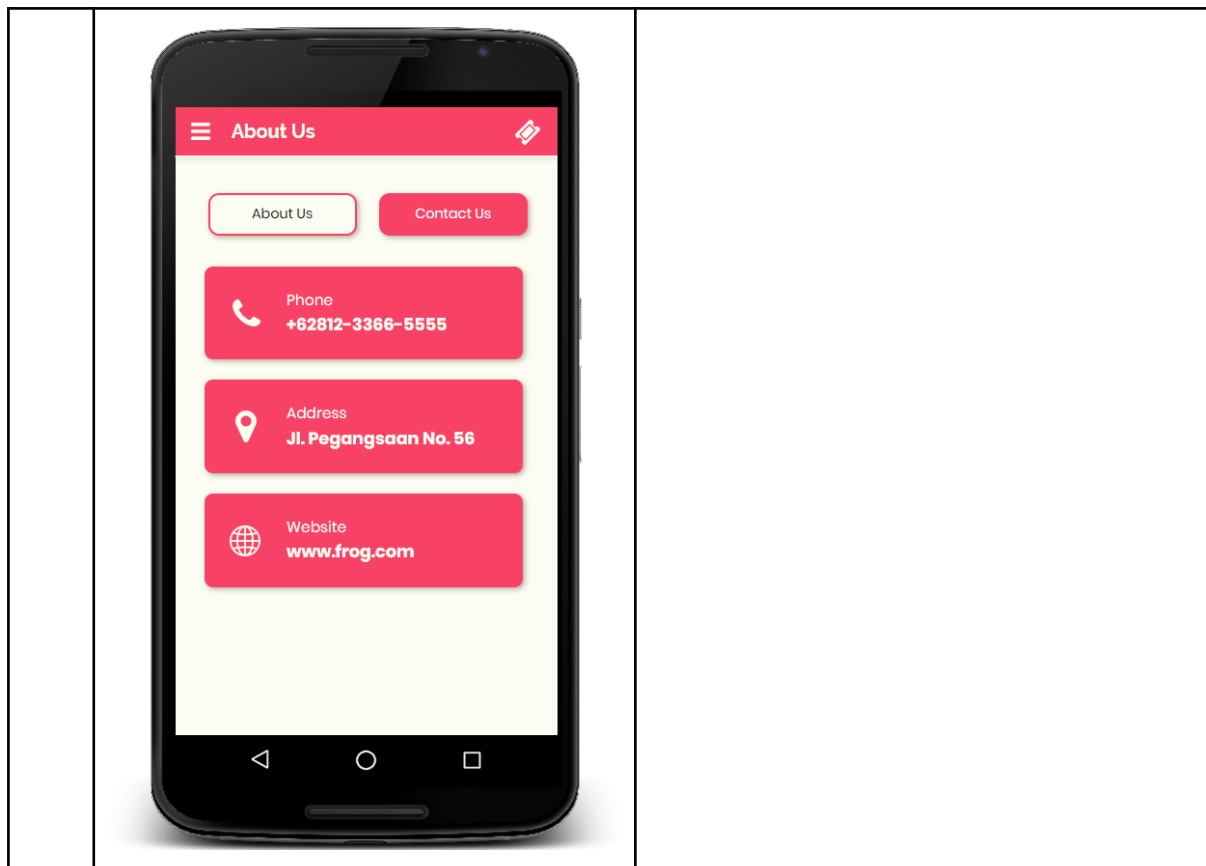 About Us
About Us
Contact Us
Phone
+62812-3366-5555
Address
Jl. Pegangsaan No. 56
Website
www.frog.com